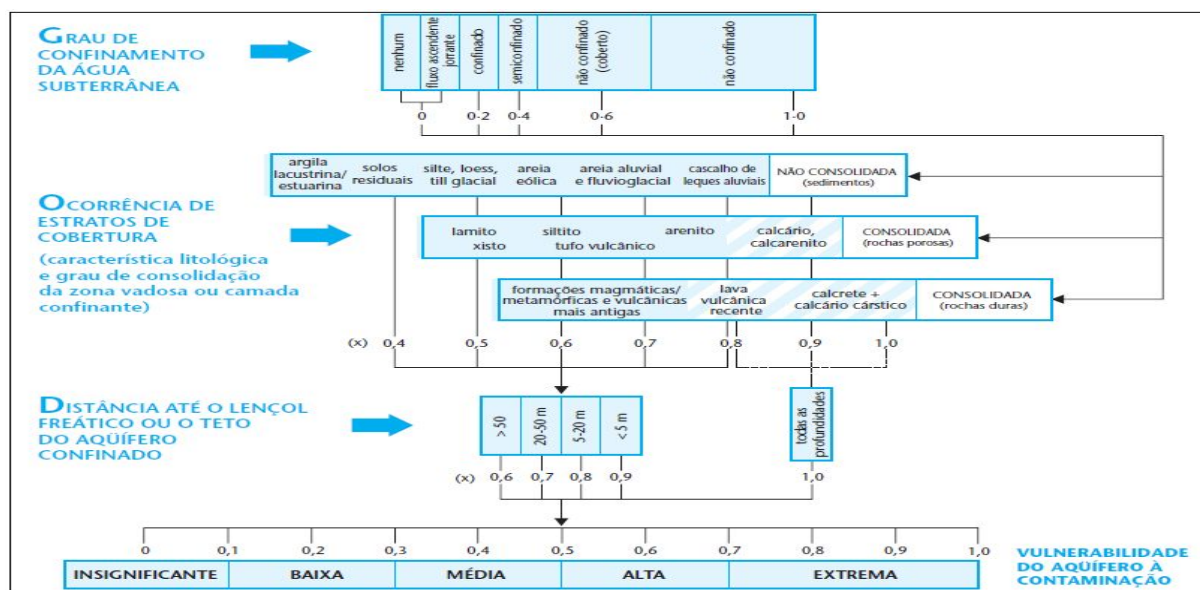 GRAU DE
CONFINAMENTO
DA ÁGUA
SUBTERRÂNEA
nenhum
fluxo ascendente
jorrante
confinado
semiconfinado
não confinado
(coberto)
não confinado
0
0·2
0·4
0·6
1·0
OCORRÊNCIA DE
ESTRATOS DE
COBERTURA
(característica litológica
e grau de consolidação
da zona vadosa ou camada
confinante)
argila
lacustrina/
estuarina
solos
residuais
silte, loess,
till glacial
areia
eólica
areia aluvial
e fluvioglacial
cascalho de
leques aluviais
NÃO CONSOLIDADA
(sedimentos)
lamito
xisto
siltito
tufo vulcânico
arenito
calcário,
calcarenito
CONSOLIDADA
(rochas porosas)
formações magmáticas/
metamórficas e vulcânicas
mais antigas
lava
vulcânica
recente
calcrete +
calcário cárstico
CONSOLIDADA
(rochas duras)
(x) 0,4 0,5 0,6 0,7 0,8 0,9 1,0
DISTÂNCIA ATÉ O LENÇOL
FREÁTICO OU O TETO
DO AQÜÍFERO
CONFINADO
> 50
20-50 m
5-20 m
< 5 m
todas as
profundidades
(x) 0,6 0,7 0,8 0,9 1,0
0 0,1 0,2 0,3 0,4 0,5 0,6 0,7 0,8 0,9 1,0
INSIGNIFICANTE BAIXA MÉDIA ALTA EXTREMA
VULNERABILIDADE
DO AQÜÍFERO À
CONTAMINAÇÃO